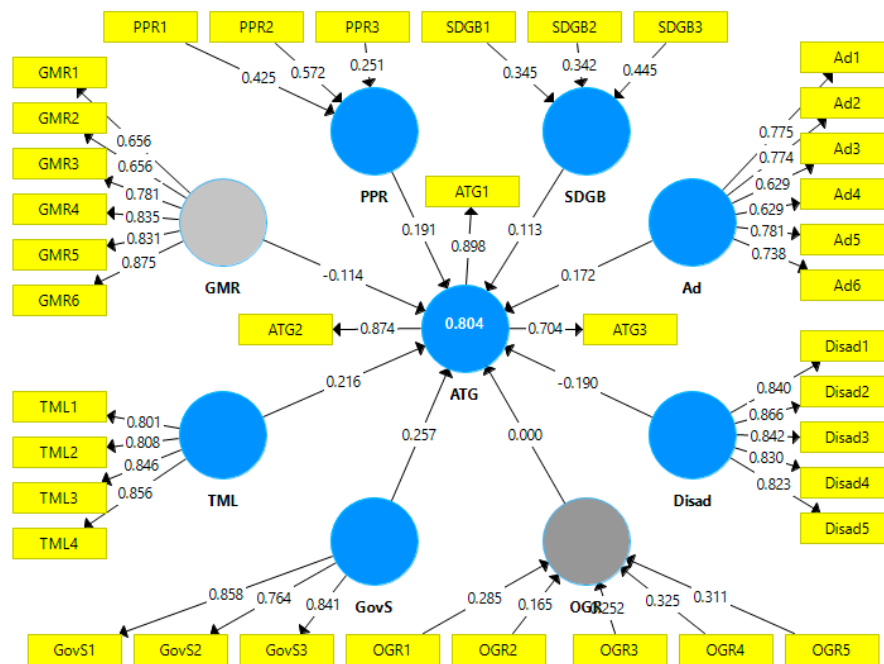 PPR1 PPR2 PPR3 SDGB1 SDGB2 SDGB3
0.425 0.572 0.251 0.345 0.342 0.445
GMR1
GMR2
GMR3
GMR4
GMR5
GMR6
0.656
0.656
0.781
0.835
0.831
0.875
GMR
PPR
SDGB
Ad1
Ad2
Ad3
Ad4
Ad5
Ad6
0.775
0.774
0.629
0.629
0.781
0.738
Ad
ATG1
0.191
0.898
0.113
-0.114
0.172
ATG2
0.874
0.804
0.704
ATG3
ATG
TML1
TML2
TML3
TML4
0.801
0.808
0.846
0.856
TML
0.216
0.257
0.000
-0.190
Disad1
Disad2
Disad3
Disad4
Disad5
0.840
0.866
0.842
0.830
0.823
Disad
GovS
OGR
0.858 0.764 0.841 0.285 0.165 0.252 0.325 0.311
GovS1 GovS2 GovS3 OGR1 OGR2 OGR3 OGR4 OGR5